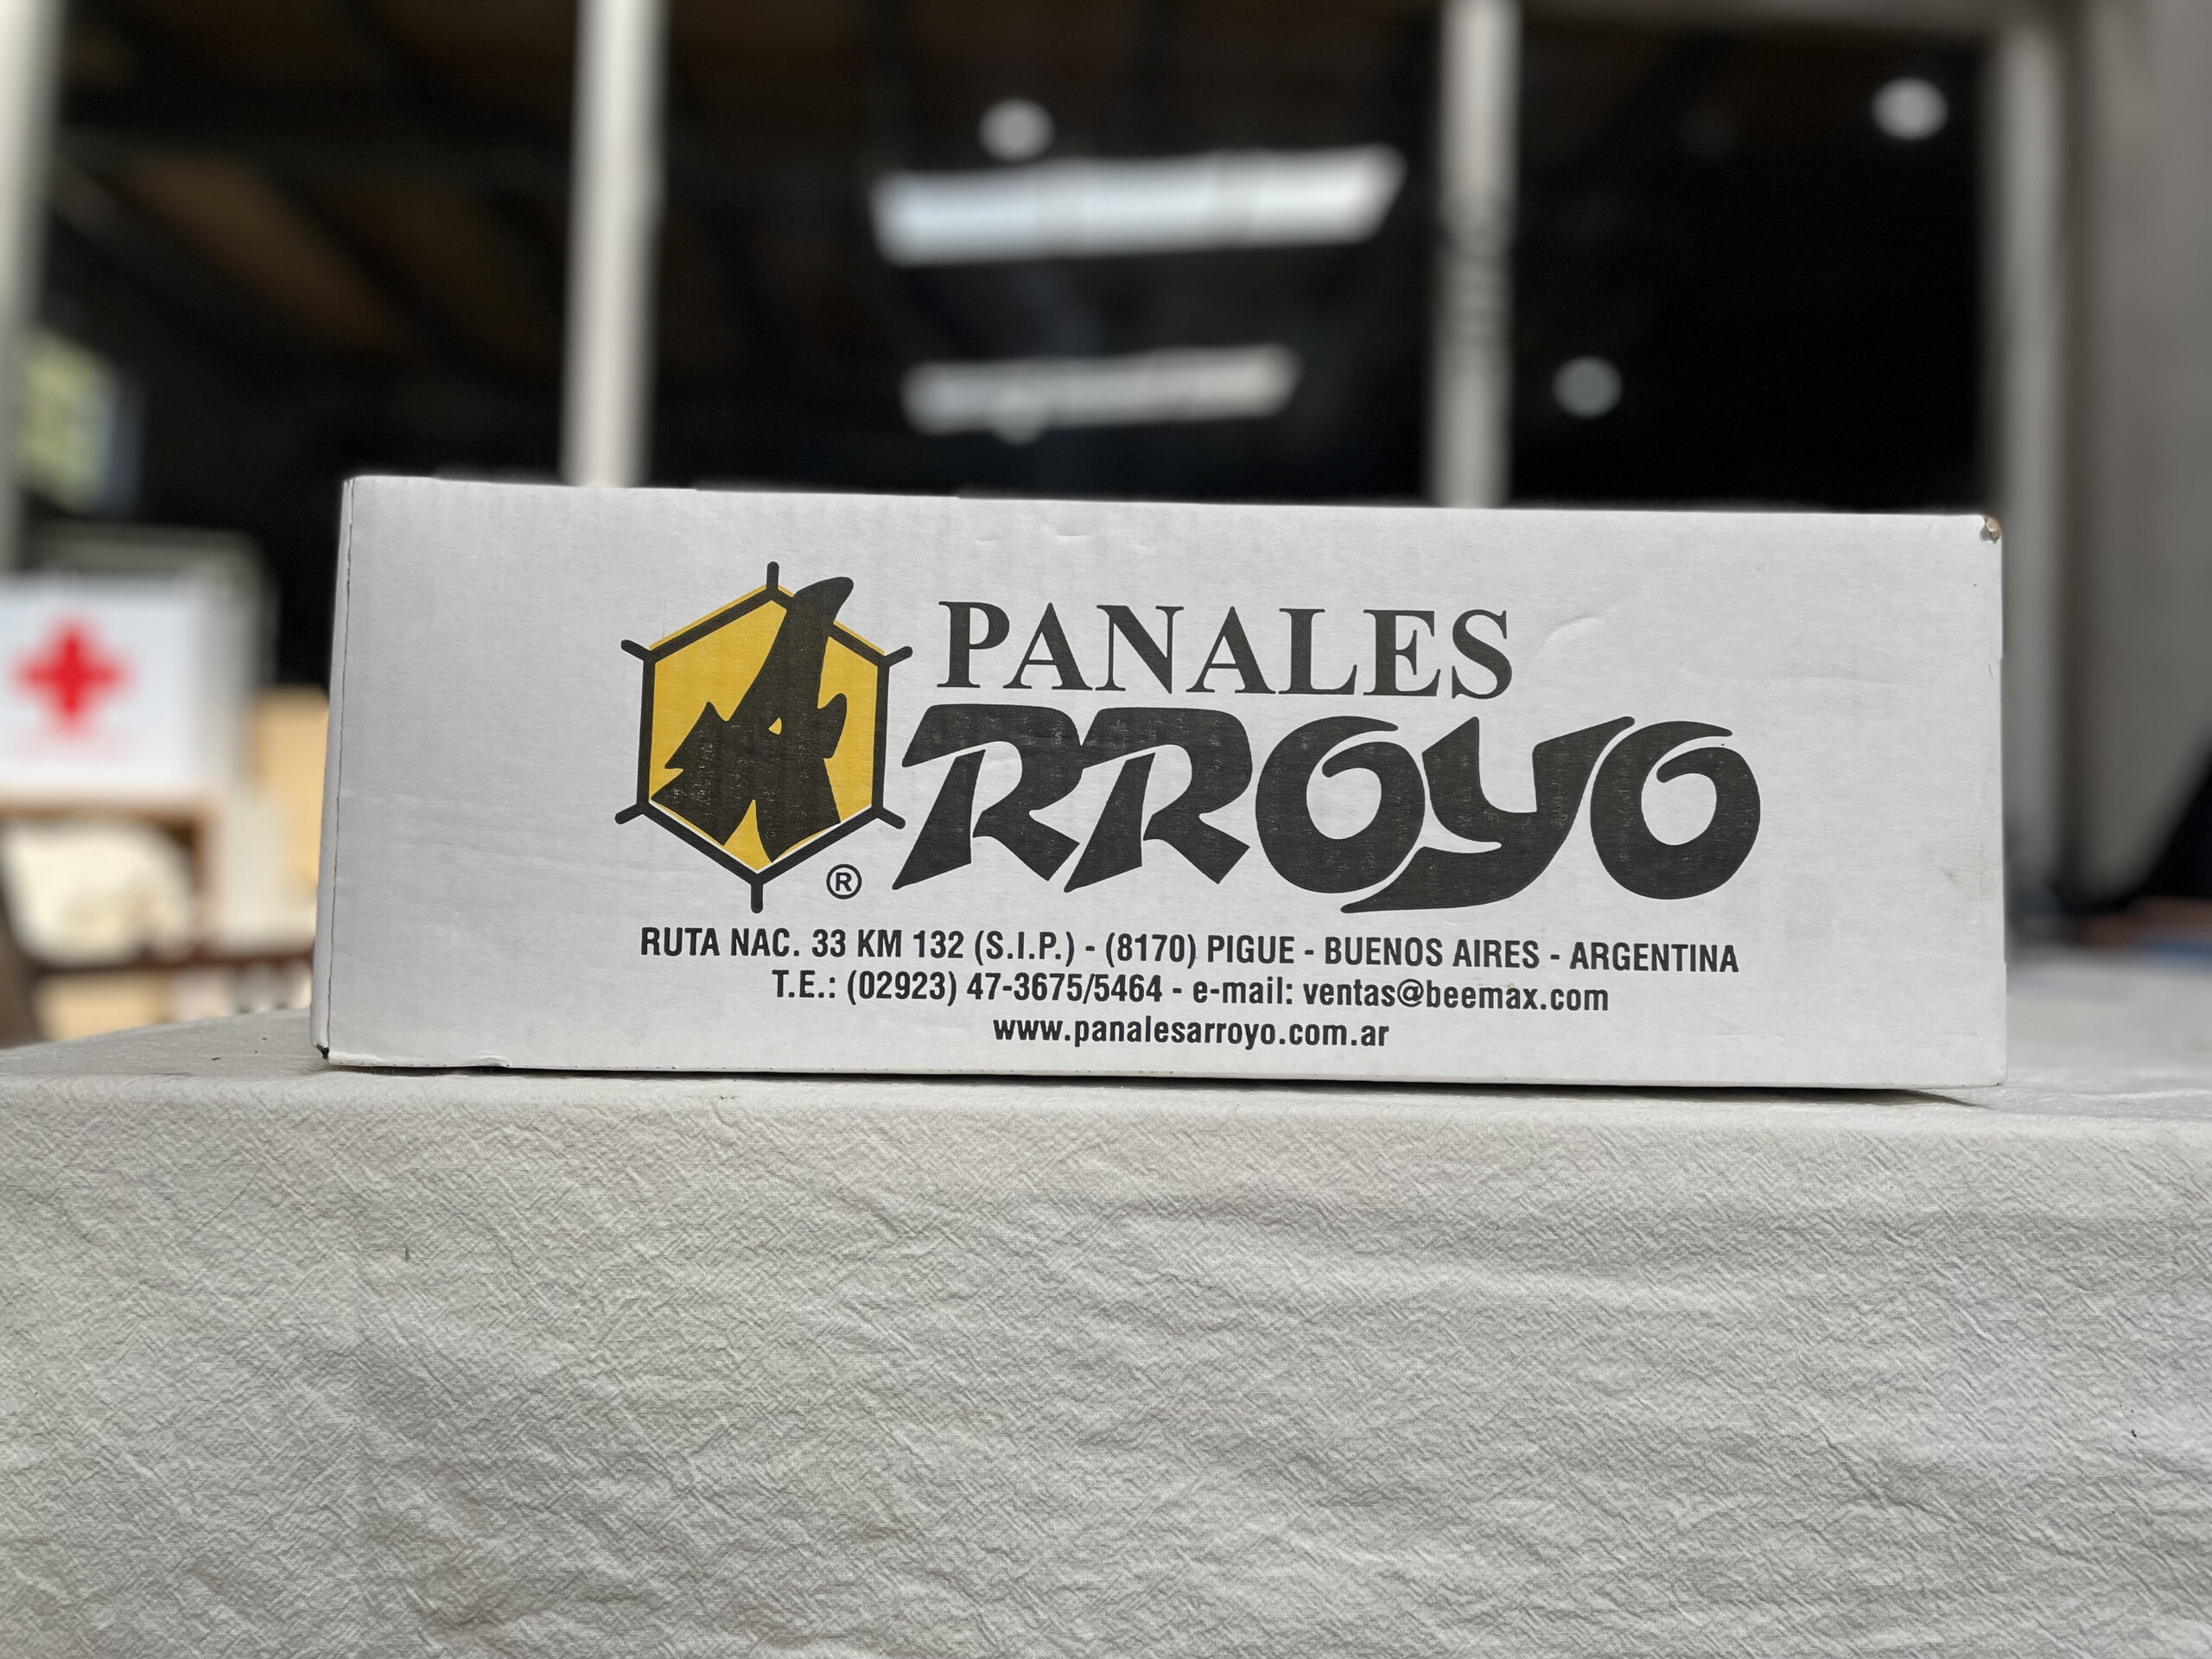 PANALES
ARROYO
®
RUTA NAC. 33 KM 132 (S.I.P.) - (8170) PIGUE - BUENOS AIRES - ARGENTINA
T.E.: (02923) 47-3675/5464 - e-mail: ventas@beemax.com
www.panalesarroyo.com.ar